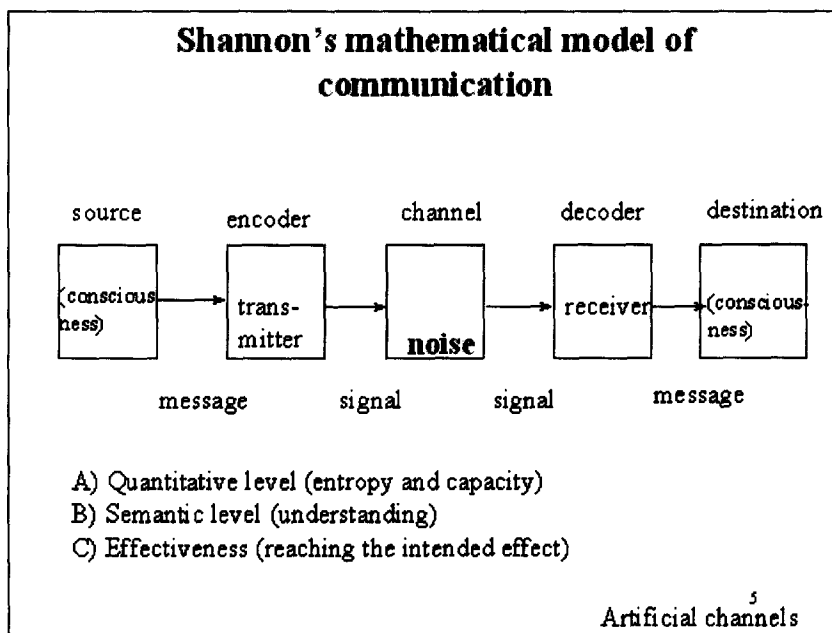 Shannon's mathematical model of
communication
source encoder channel decoder destination
(conscious-
ness)
trans-
mitter
noise
receiver
(conscious-
ness)
message signal signal message
A) Quantitative level (entropy and capacity)
B) Semantic level (understanding)
C) Effectiveness (reaching the intended effect)
5
Artificial channels